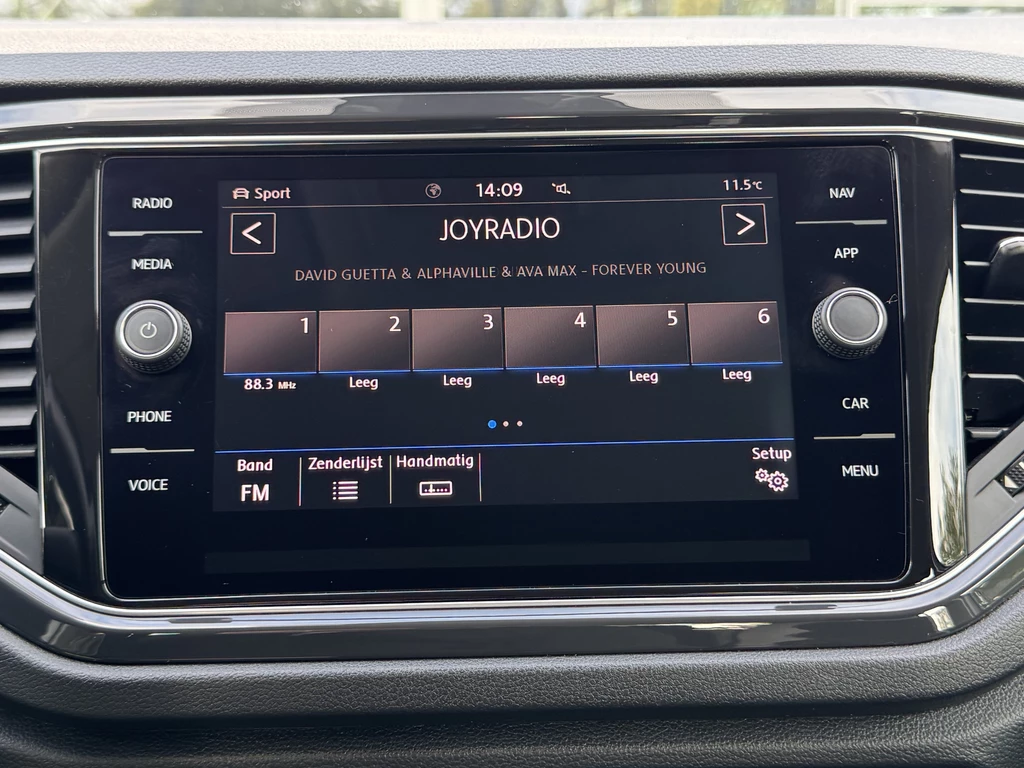 RADIO
MEDIA
PHONE
VOICE
Sport 14:09 11.5°C
JOYRADIO
DAVID GUETTA & ALPHAVILLE & AVA MAX - FOREVER YOUNG
1 2 3 4 5 6
88.3 MHz Leeg Leeg Leeg Leeg Leeg
Band Zenderlijst Handmatig Setup
FM
NAV
APP
CAR
MENU